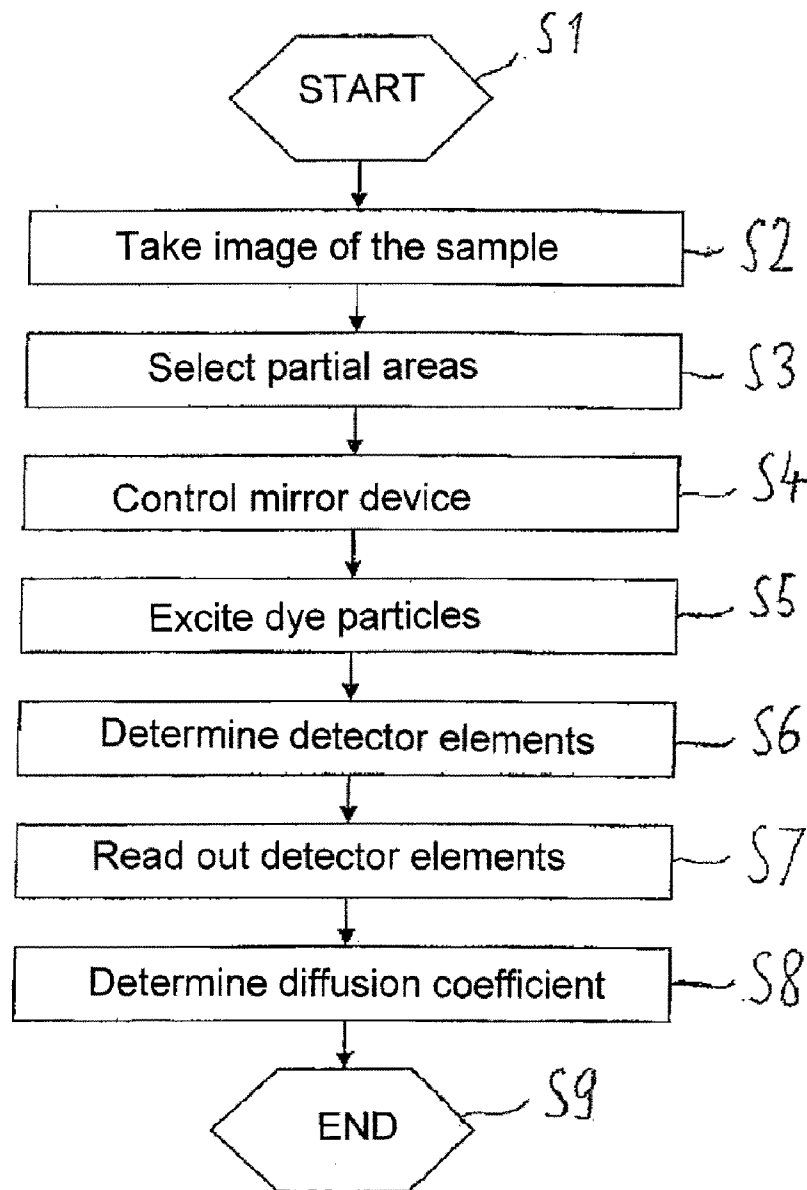 START S1
Take image of the sample S2
Select partial areas S3
Control mirror device S4
Excite dye particles S5
Determine detector elements S6
Read out detector elements S7
Determine diffusion coefficient S8
END S9